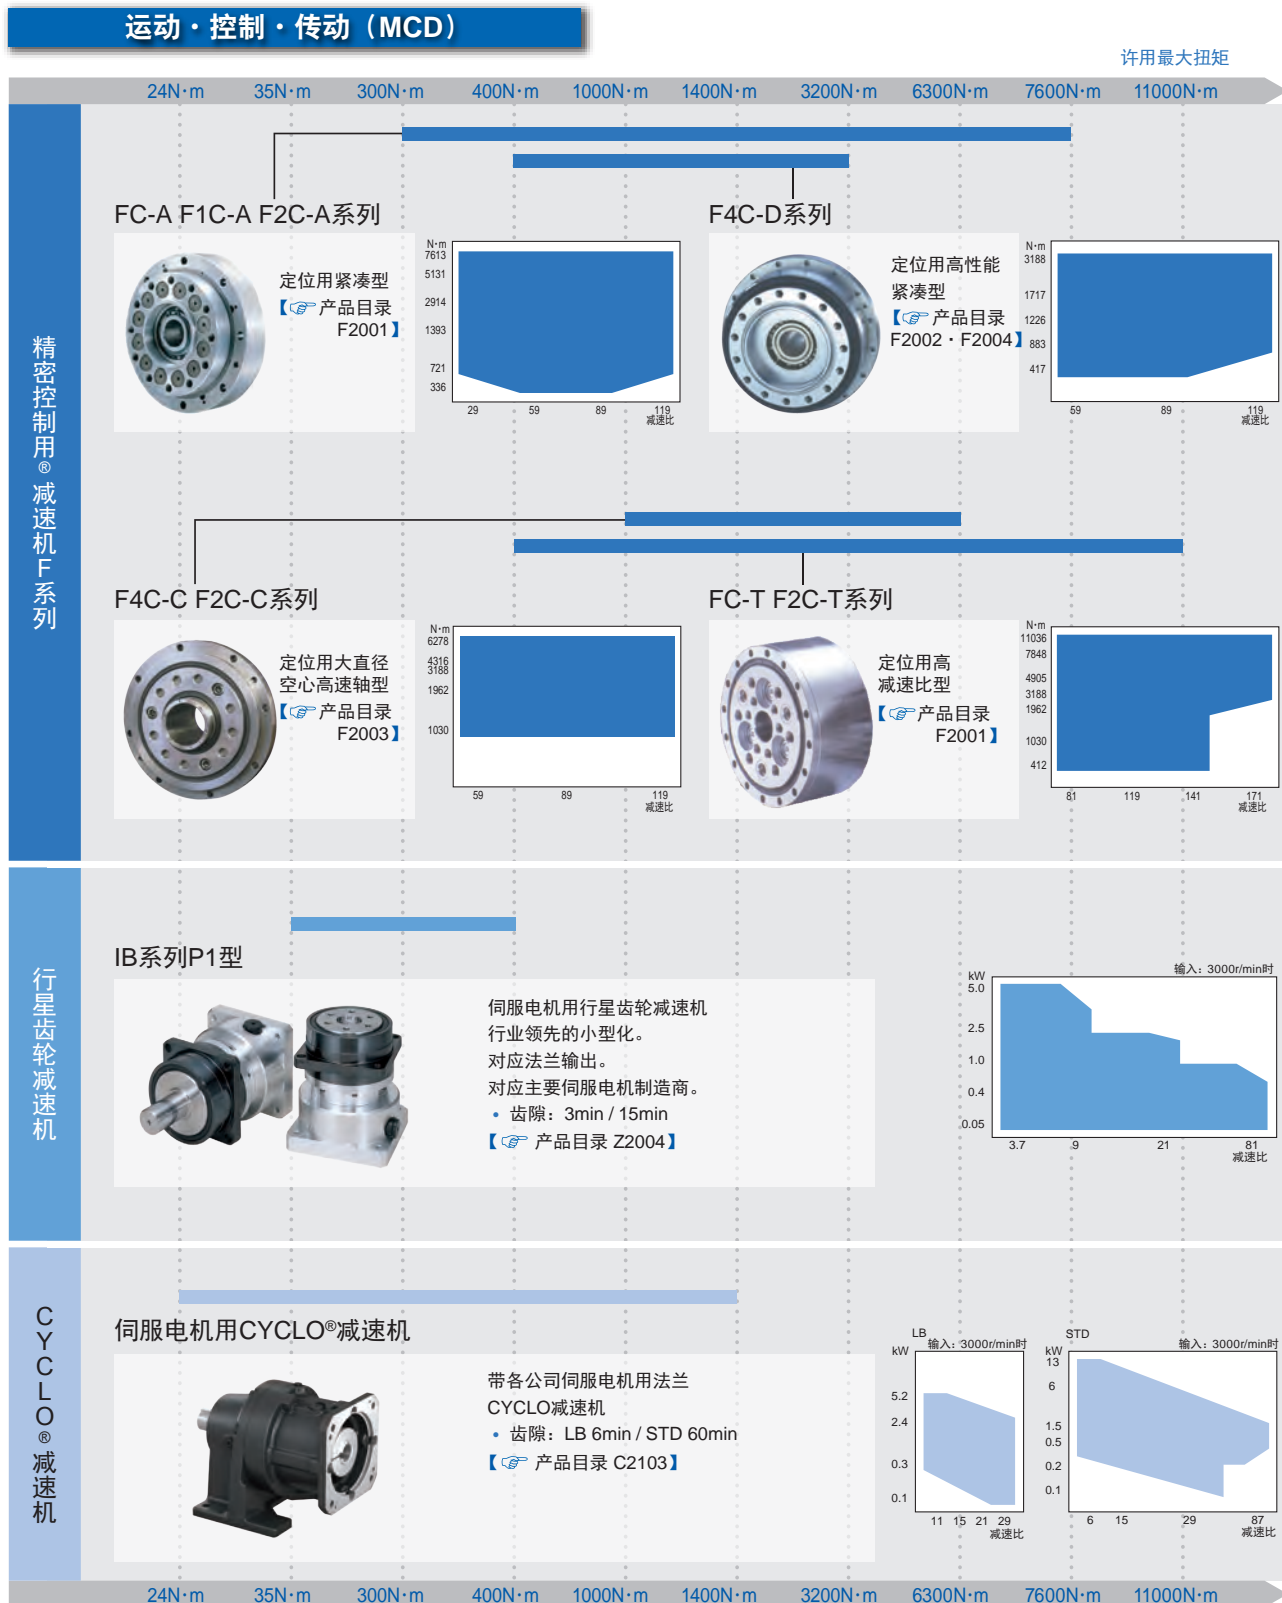 运动・控制・传动（MCD）
许用最大扭矩
24N·m 35N·m 300N·m 400N·m 1000N·m 1400N·m 3200N·m 6300N·m 7600N·m 11000N·m
精密控制用®减速机F系列
FC-A F1C-A F2C-A系列
定位用紧凑型
【☞ 产品目录
F2001】
N·m
7613
5131
2914
1393
721
336
29 59 89 119
减速比
F4C-D系列
定位用高性能
紧凑型
【☞ 产品目录
F2002・F2004】
N·m
3188
1717
1226
883
417
59 89 119
减速比
F4C-C F2C-C系列
定位用大直径
空心高速轴型
【☞ 产品目录
F2003】
N·m
6278
4316
3188
1962
1030
59 89 119
减速比
FC-T F2C-T系列
定位用高
减速比型
【☞ 产品目录
F2001】
N·m
11036
7848
4905
3188
1962
1030
412
81 119 141 171
减速比
行星齿轮减速机
IB系列P1型
伺服电机用行星齿轮减速机
行业领先的小型化。
对应法兰输出。
对应主要伺服电机制造商。
• 齿隙：3min / 15min
【☞ 产品目录 Z2004】
输入：3000r/min时
kW
5.0
2.5
1.0
0.4
0.05
3.7 9 21 81
减速比
CYCLO®减速机
伺服电机用CYCLO®减速机
带各公司伺服电机用法兰
CYCLO减速机
• 齿隙：LB 6min / STD 60min
【☞ 产品目录 C2103】
LB
输入：3000r/min时
kW
5.2
2.4
0.3
0.1
11 15 21 29
减速比
STD
输入：3000r/min时
kW
13
6
1.5
0.5
0.2
0.1
6 15 29 87
减速比
24N·m 35N·m 300N·m 400N·m 1000N·m 1400N·m 3200N·m 6300N·m 7600N·m 11000N·m